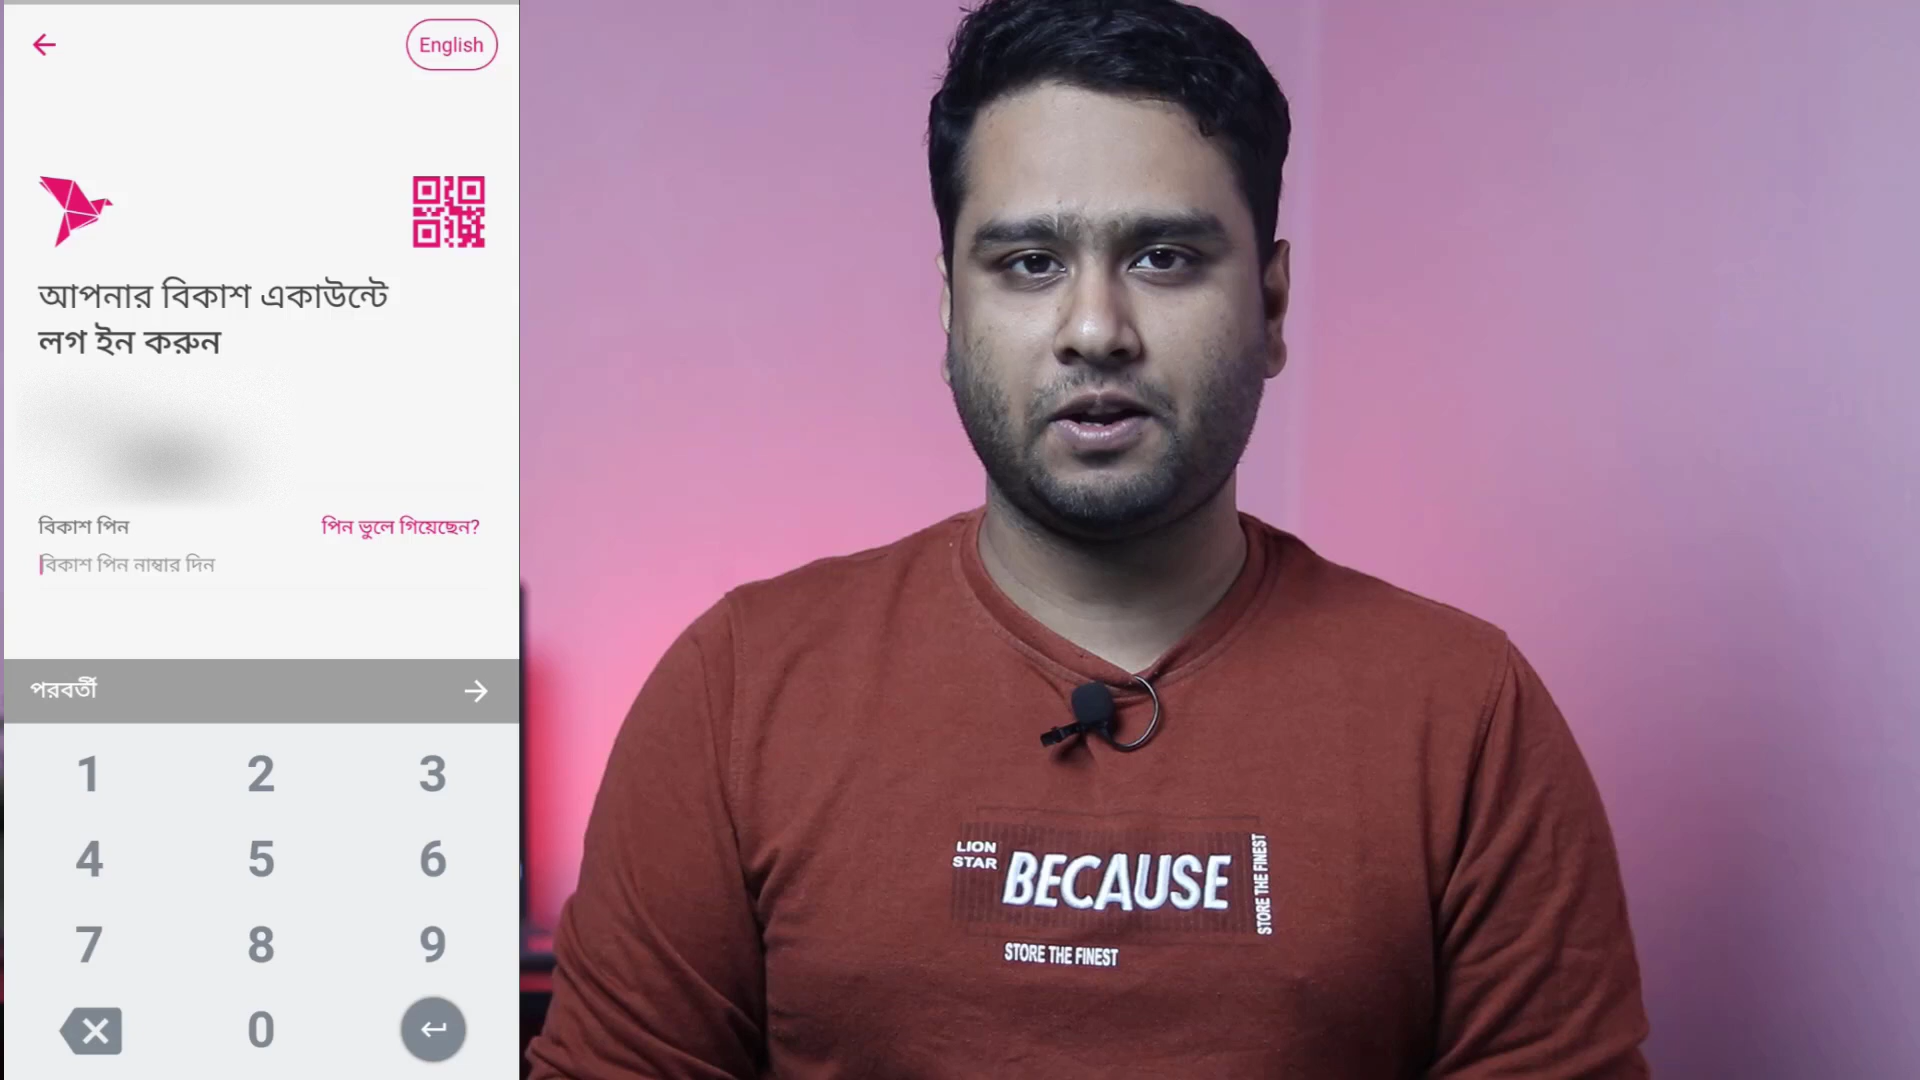 English
আপনার বিকাশ একাউন্টে
লগ ইন করুন
বিকাশ পিন
পিন ভুলে গিয়েছেন?
বিকাশ পিন নাম্বার দিন
পরবর্তী
1 2 3
4 5 6
7 8 9
0
LION
STAR
BECAUSE
STORE THE FINEST
STORE THE FINEST